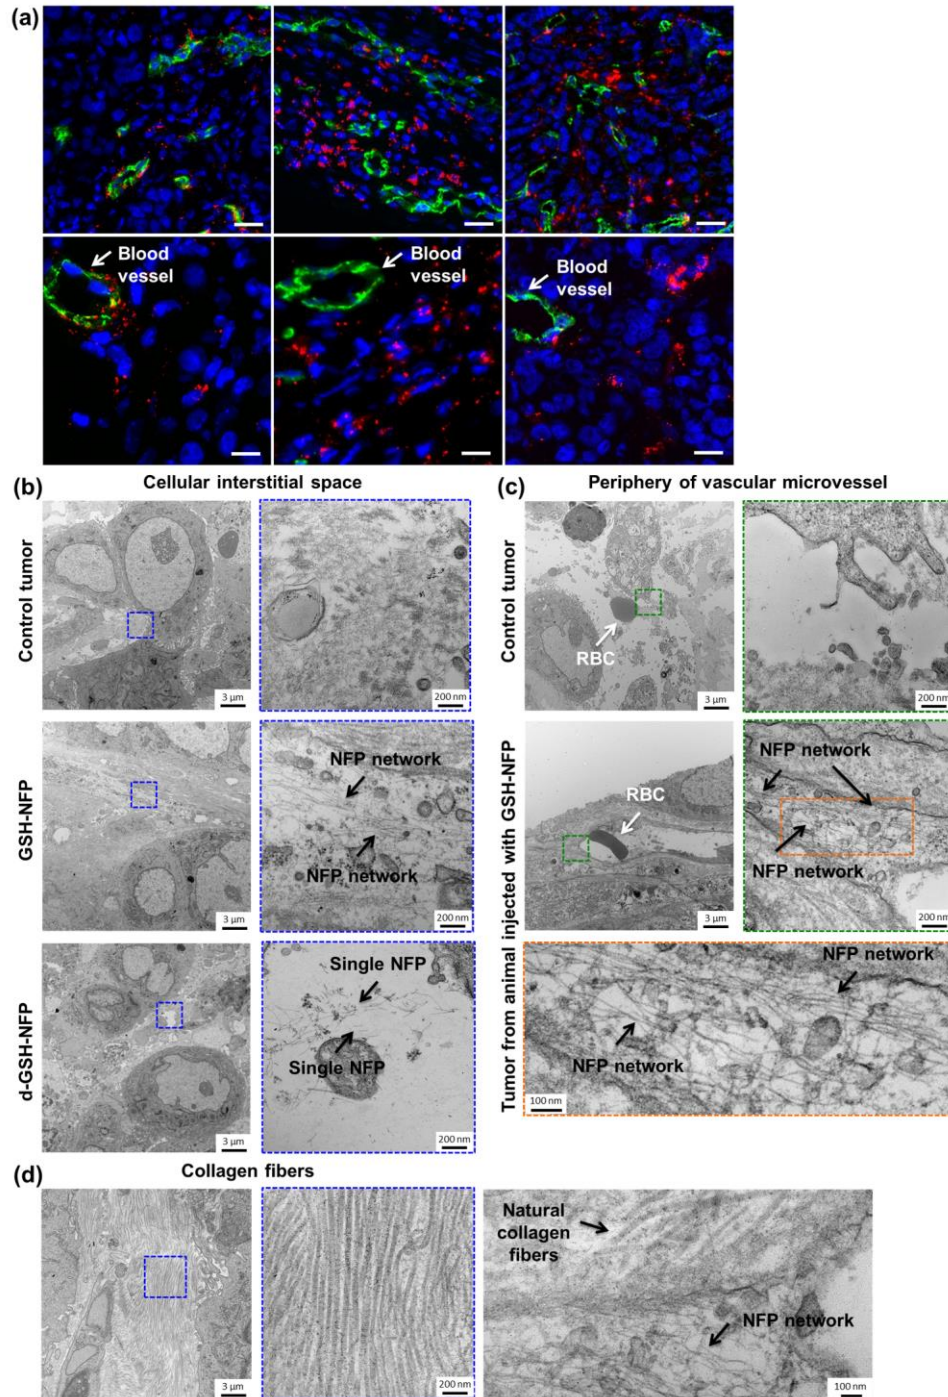 (a)
Blood
vessel
Blood
vessel
Blood
vessel
(b)
Cellular interstitial space
Control tumor
3 µm
200 nm
GSH-NFP
NFP network
NFP network
3 µm
200 nm
d-GSH-NFP
Single NFP
Single NFP
3 µm
200 nm
(c)
Periphery of vascular microvessel
Control tumor
RBC
3 µm
200 nm
Tumor from animal injected with GSH-NFP
RBC
3 µm
NFP network
NFP network
200 nm
NFP network
NFP network
100 nm
(d)
Collagen fibers
3 µm
200 nm
Natural
collagen
fibers
NFP network
100 nm